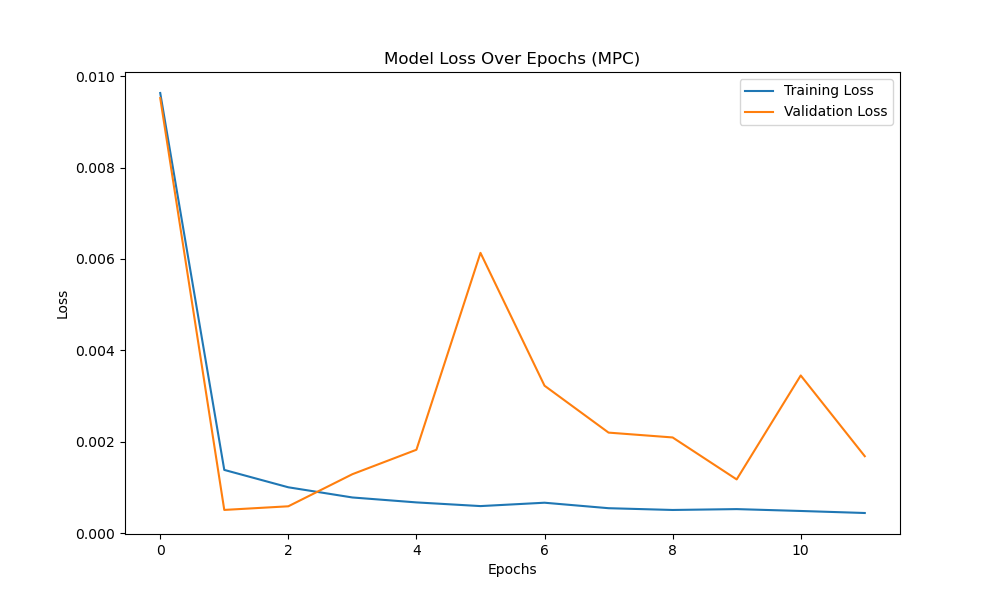 Model Loss Over Epochs (MPC)
Training Loss
Validation Loss
0.010
0.008
0.006
0.004
0.002
0.000
Loss
0 2 4 6 8 10
Epochs